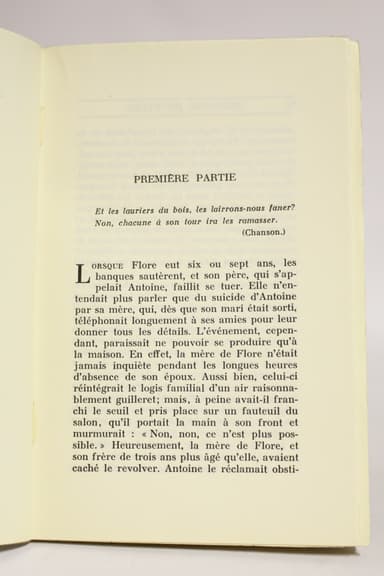 PREMIÈRE PARTIE
Et les lauriers du bois, les lairrons-nous faner?
Non, chacune à son tour ira les ramasser.
(Chanson.)
LORSQUE Flore eut six ou sept ans, les
banques sautèrent, et son père, qui s'ap-
pelait Antoine, faillit se tuer. Elle n'en-
tendait plus parler que du suicide d'Antoine
par sa mère, qui, dès que son mari était sorti,
téléphonait longuement à ses amies pour leur
donner tous les détails. L'événement, cepen-
dant, paraissait ne pouvoir se produire qu'à
la maison. En effet, la mère de Flore n'était
jamais inquiète pendant les longues heures
d'absence de son époux. Aussi bien, celui-ci
réintégrait le logis familial d'un air raisonna-
blement guilleret; mais, à peine avait-il fran-
chi le seuil et pris place sur un fauteuil du
salon, qu'il portait la main à son front et
murmurait : « Non, non, ce n'est plus pos-
sible. » Heureusement, la mère de Flore, et
son frère de trois ans plus âgé qu'elle, avaient
caché le revolver. Antoine le réclamait obsti-